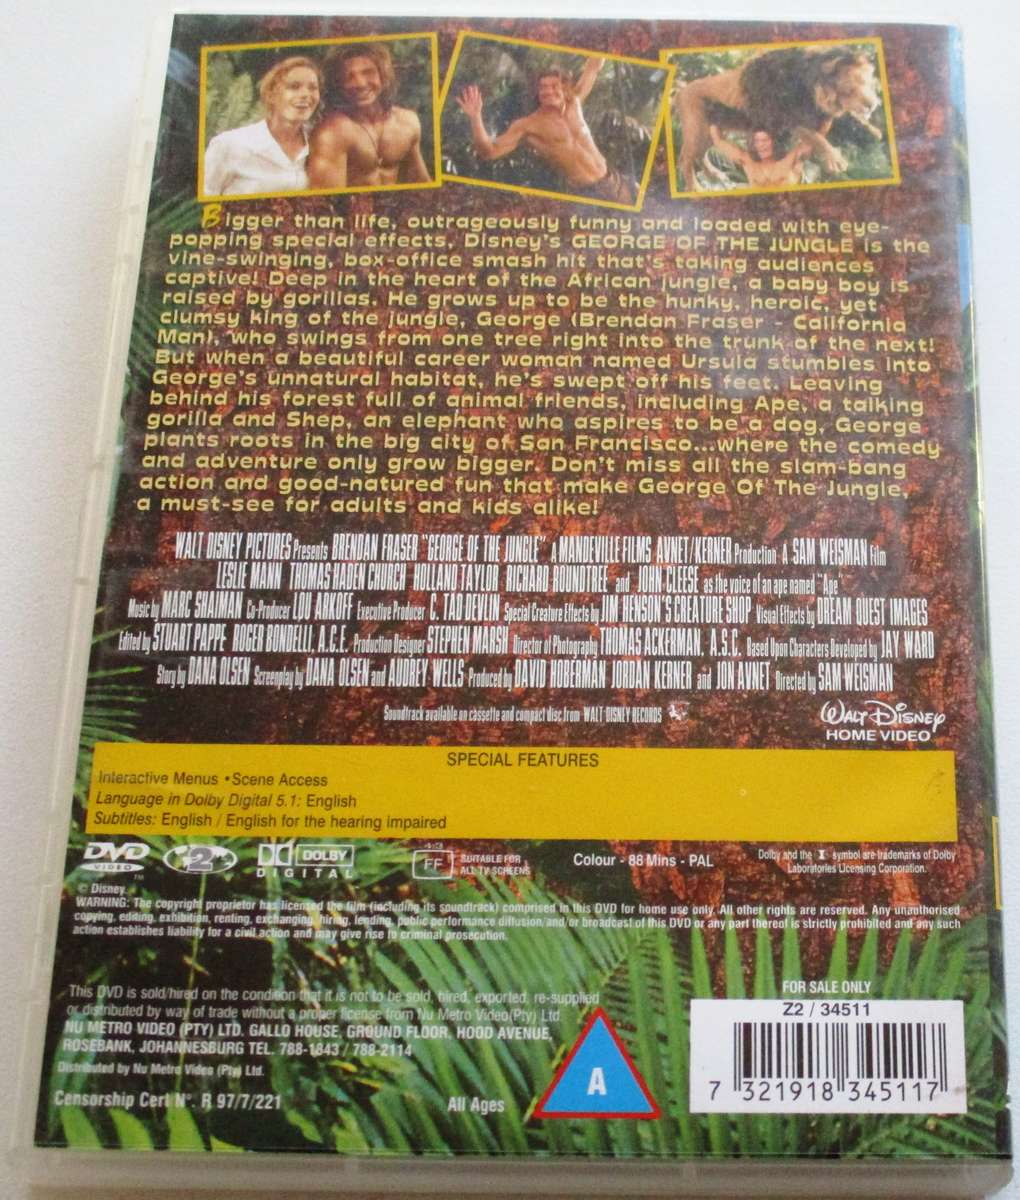 Bigger than life, outrageously funny and loaded with eye-
popping special effects, Disney's GEORGE OF THE JUNGLE is the
vine-swinging, box-office smash hit that's taking audiences
captive! Deep in the heart of the African jungle, a baby boy is
raised by gorillas. He grows up to be the hunky, heroic, yet
clumsy king of the jungle, George (Brendan Fraser - California
Man), who swings from one tree right into the trunk of the next!
But when a beautiful career woman named Ursula stumbles into
George's unnatural habitat, he's swept off his feet. Leaving
behind his forest full of animal friends, including Ape, a talking
gorilla and Shep, an elephant who aspires to be a dog, George
plants roots in the big city of San Francisco...where the comedy
and adventure only grow bigger. Don't miss all the slam-bang
action and good-natured fun that make George Of The Jungle,
a must-see for adults and kids alike!
WALT DISNEY PICTURES Presents BRENDAN FRASER "GEORGE OF THE JUNGLE" A MANDEVILLE FILMS AVNET/KERNER Production A SAM WEISMAN Film
LESLIE MANN THOMAS HADEN CHURCH HOLLAND TAYLOR RICHARD ROUNDTREE and JOHN CLEESE as the voice of an ape named "Ape"
Music by MARC SHAIMAN Co-Producer LOU ARKOFF Executive Producer C. TAD DEVLIN Special Creature Effects by JIM HENSON'S CREATURE SHOP Visual Effects by DREAM QUEST IMAGES
Edited by STUART PAPPE ROGER BONDELLI, A.C.E. Production Designer STEPHEN MARSH Director of Photography THOMAS ACKERMAN, A.S.C. Based Upon Characters Developed by JAY WARD
Story by DANA OLSEN Screenplay by DANA OLSEN and AUDREY WELLS Produced by DAVID HOBERMAN JORDAN KERNER and JON AVNET Directed by SAM WEISMAN
Soundtrack available on cassette and compact disc from WALT DISNEY RECORDS
WALT DISNEY
HOME VIDEO
SPECIAL FEATURES
Interactive Menus • Scene Access
Language in Dolby Digital 5.1: English
Subtitles: English / English for the hearing impaired
DVD VIDEO ™ 2 DOLBY DIGITAL
FF SUITABLE FOR
ALL TV SCREENS
Colour - 88 Mins - PAL
Dolby and the symbol are trademarks of Dolby
Laboratories Licensing Corporation.
© Disney.
WARNING: The copyright proprietor has licensed the film (including its soundtrack) comprised in this DVD for home use only. All other rights are reserved. Any unauthorised
copying, editing, exhibition, renting, exchanging, hiring, lending, public performance diffusion and/or broadcast of this DVD or any part thereof is strictly prohibited and any such
action establishes liability for a civil action and may give rise to criminal prosecution.
This DVD is sold/hired on the condition that it is not to be sold, hired, exported, re-supplied
or distributed by way of trade without a proper license from Nu Metro Video(Pty) Ltd.
NU METRO VIDEO (PTY) LTD. GALLO HOUSE, GROUND FLOOR, HOOD AVENUE,
ROSEBANK, JOHANNESBURG TEL. 788-1843 / 788-2114
Distributed by Nu Metro Video (Pty) Ltd.
Censorship Cert Nº. R 97/7/221
All Ages
A
FOR SALE ONLY
Z2 / 34511
7 321918 345117